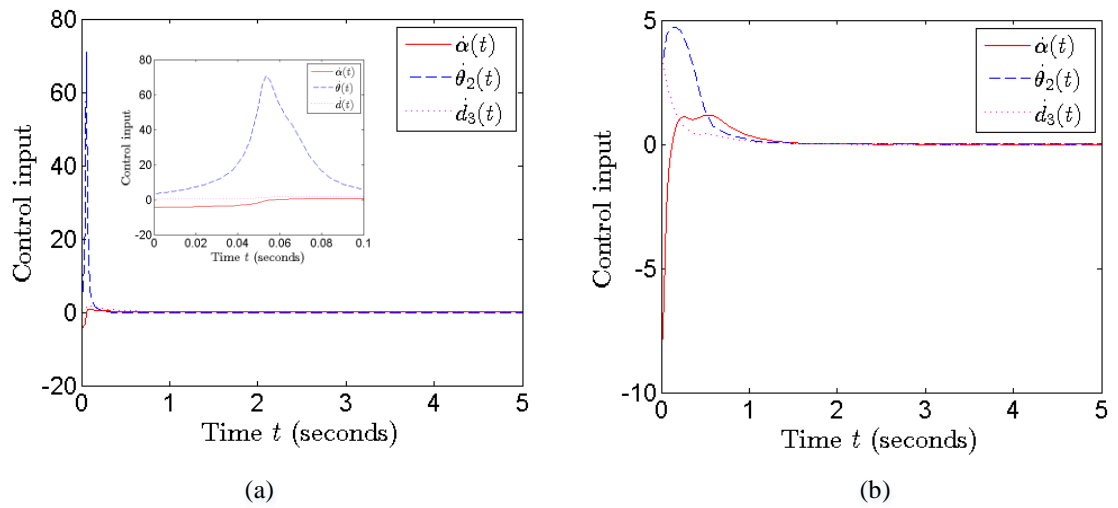 80
60
40
20
0
-20
0 1 2 3 4 5
Control input
Time t (seconds)
α̇(t)
θ̇₂(t)
ḋ₃(t)
80
60
40
20
0
-20
0 0.02 0.04 0.06 0.08 0.1
Control input
Time t (seconds)
α̇(t)
θ̇(t)
ḋ(t)
(a)
5
0
-5
-10
0 1 2 3 4 5
Control input
Time t (seconds)
α̇(t)
θ̇₂(t)
ḋ₃(t)
(b)